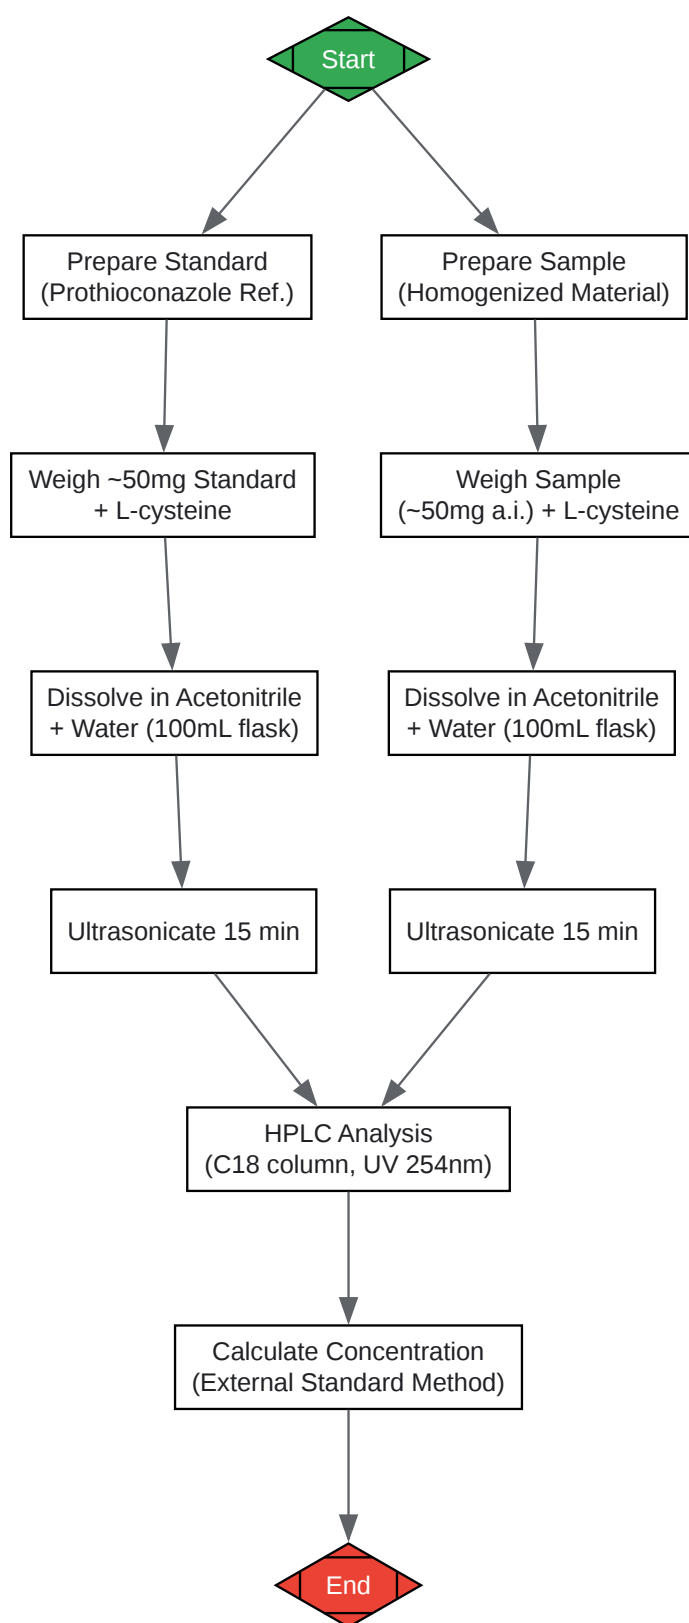 Start
Prepare Standard
(Prothioconazole Ref.)
Prepare Sample
(Homogenized Material)
Weigh ~50mg Standard
+ L-cysteine
Weigh Sample
(~50mg a.i.) + L-cysteine
Dissolve in Acetonitrile
+ Water (100mL flask)
Dissolve in Acetonitrile
+ Water (100mL flask)
Ultrasonicate 15 min
Ultrasonicate 15 min
HPLC Analysis
(C18 column, UV 254nm)
Calculate Concentration
(External Standard Method)
End